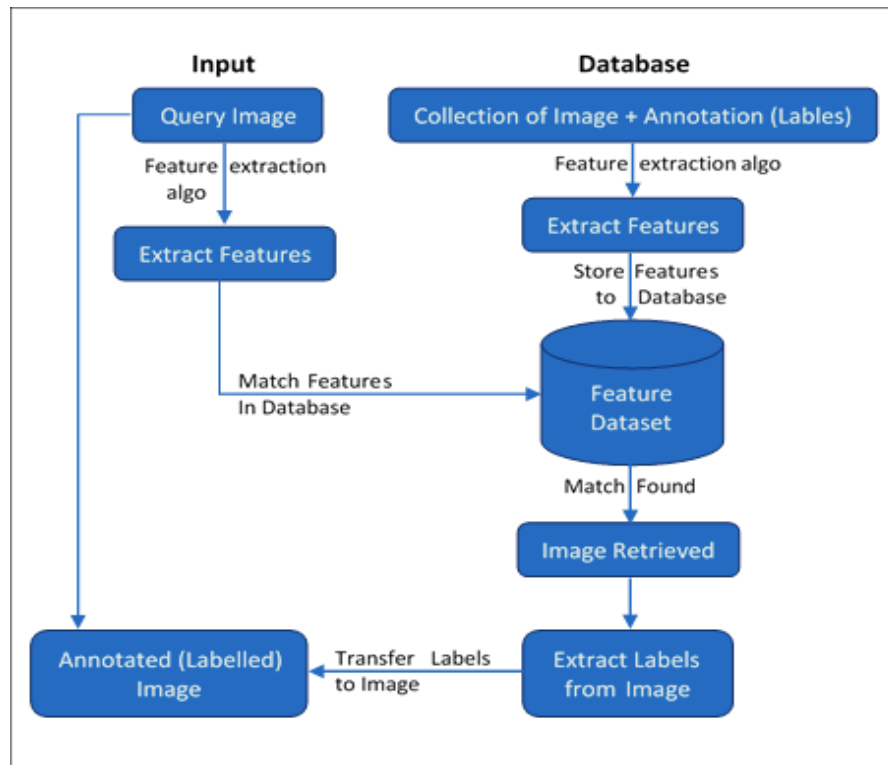 Input
Database
Query Image
Collection of Image + Annotation (Lables)
Feature extraction
algo
Feature extraction algo
Extract Features
Extract Features
Store Features
to Database
Match Features
In Database
Feature
Dataset
Match Found
Image Retrieved
Annotated (Labelled)
Image
Transfer Labels
to Image
Extract Labels
from Image